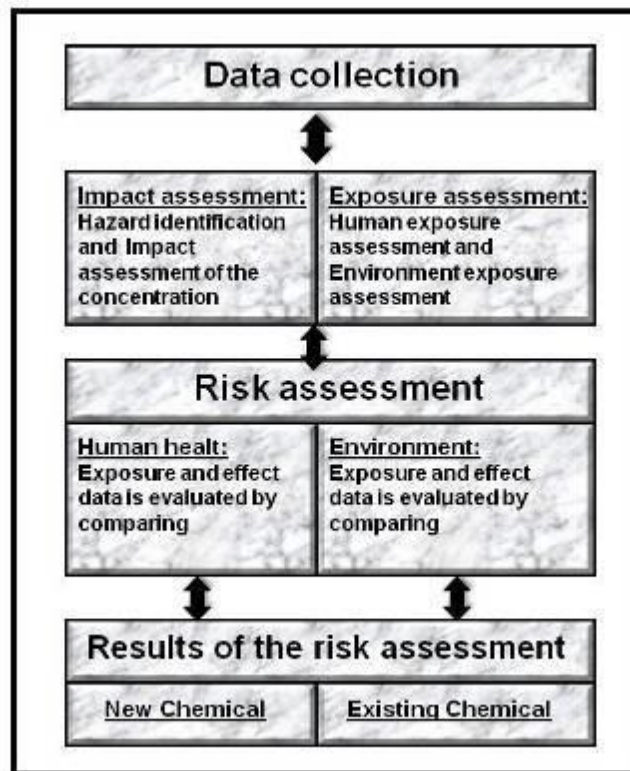 Data collection
Impact assessment:
Hazard identification
and Impact
assessment of the
concentration
Exposure assessment:
Human exposure
assessment and
Environment exposure
assessment
Risk assessment
Human healt:
Exposure and effect
data is evaluated by
comparing
Environment:
Exposure and effect
data is evaluated by
comparing
Results of the risk assessment
New Chemical
Existing Chemical